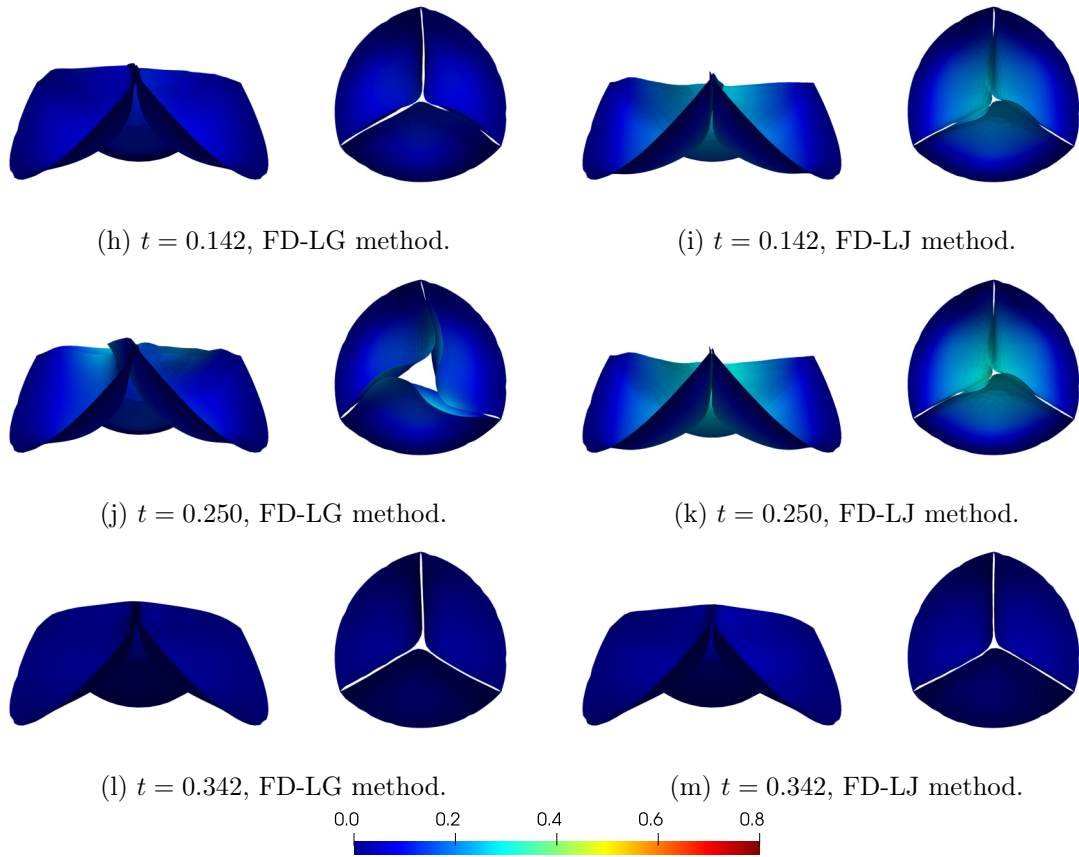 (h) t = 0.142, FD-LG method.
(i) t = 0.142, FD-LJ method.
(j) t = 0.250, FD-LG method.
(k) t = 0.250, FD-LJ method.
(l) t = 0.342, FD-LG method.
(m) t = 0.342, FD-LJ method.
0.0 0.2 0.4 0.6 0.8